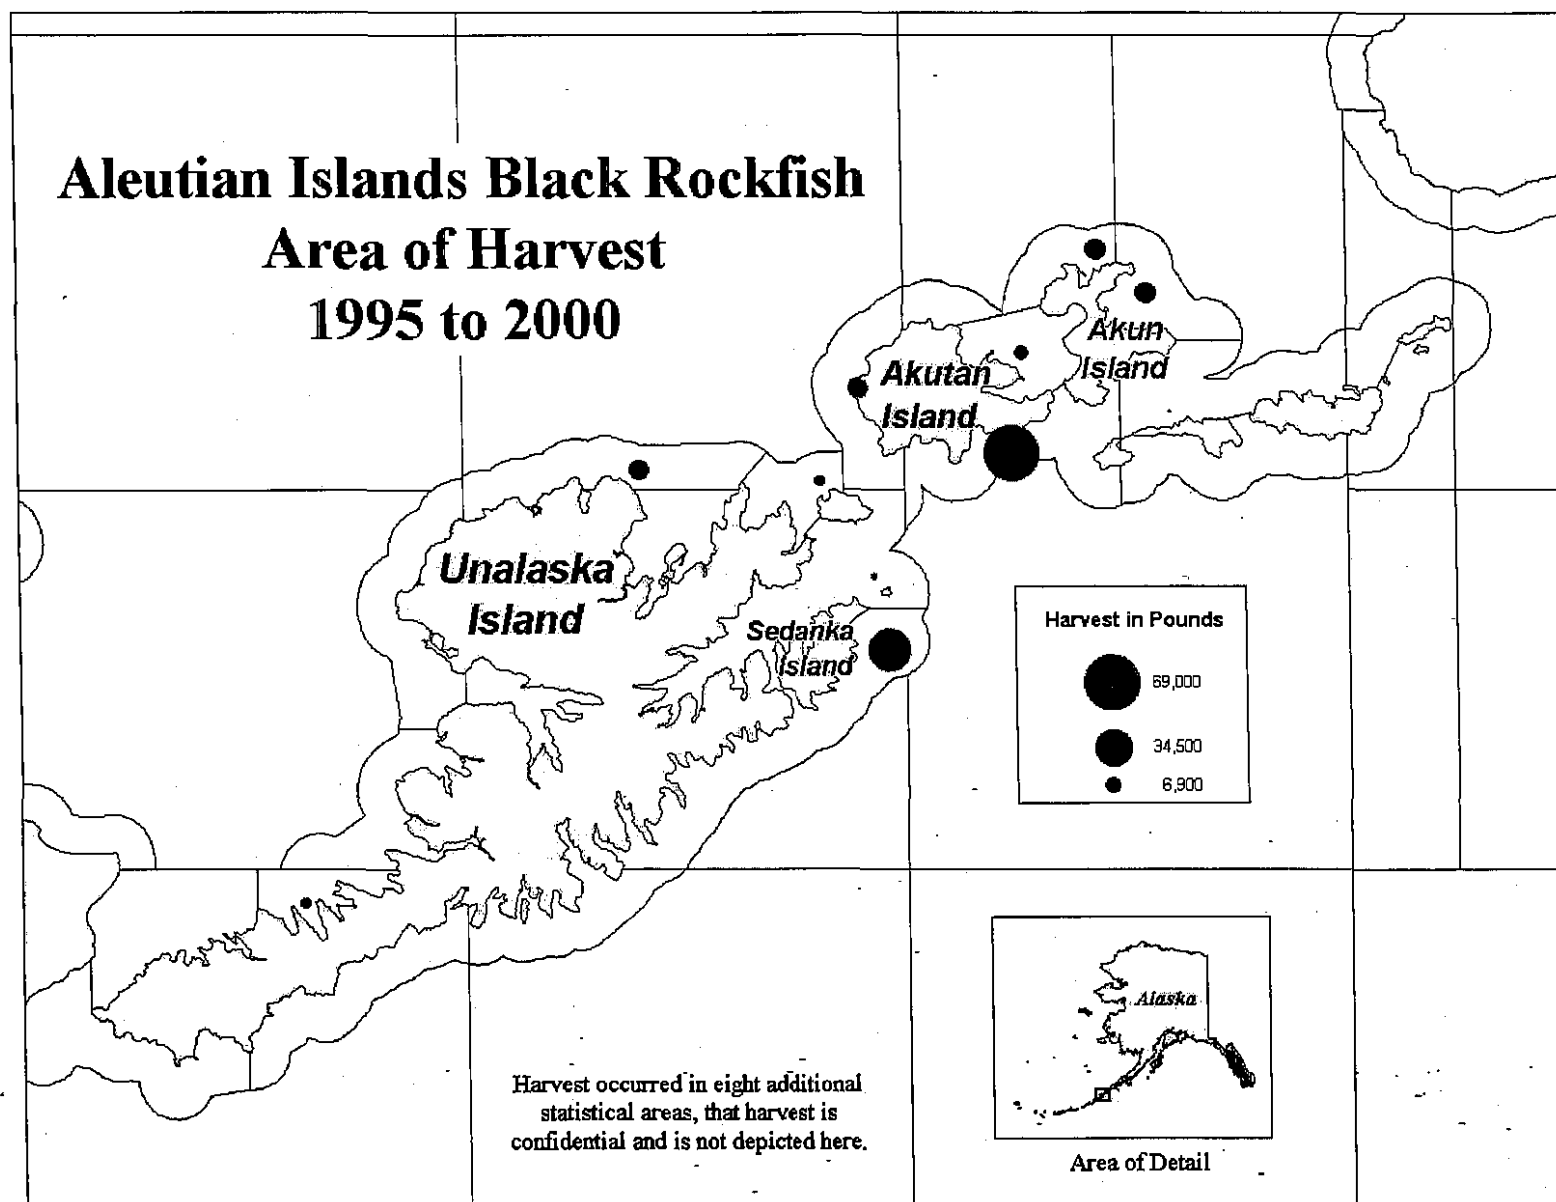 Aleutian Islands Black Rockfish
Area of Harvest
1995 to 2000
Akun
Island
Akutan
Island
Unalaska
Island
Sedanka
Island
Harvest in Pounds
69,000
34,500
6,900
Alaska
Harvest occurred in eight additional
statistical areas, that harvest is
confidential and is not depicted here.
Area of Detail